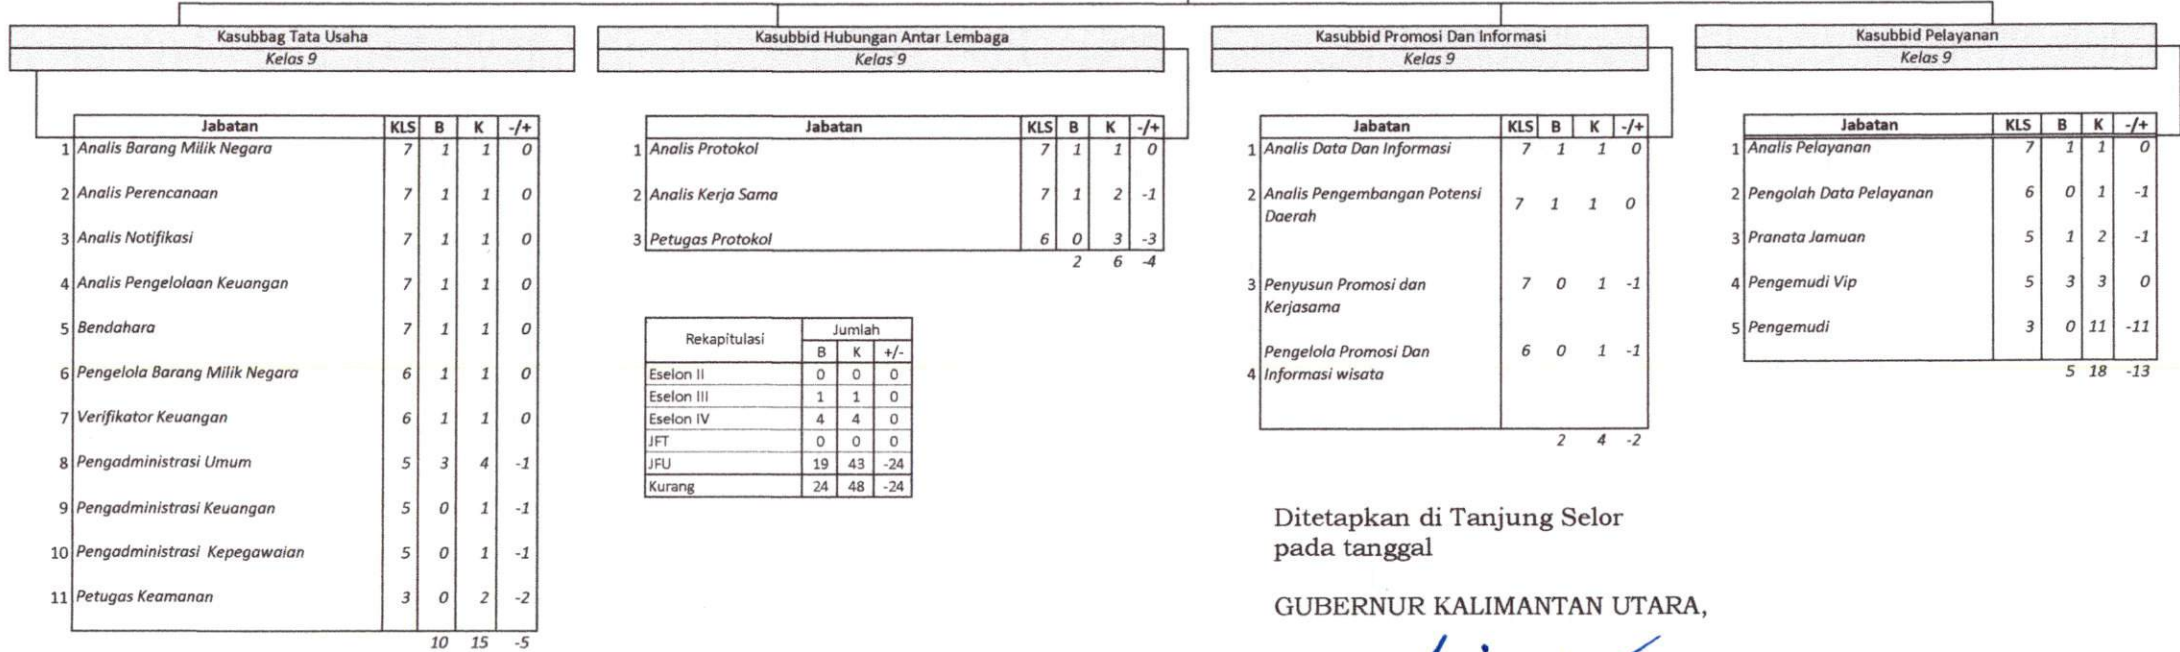 Kasubbag Tata Usaha
Kelas 9
Jabatan KLS B K -/+
1 Analis Barang Milik Negara 7 1 1 0
2 Analis Perencanaan 7 1 1 0
3 Analis Notifikasi 7 1 1 0
4 Analis Pengelolaan Keuangan 7 1 1 0
5 Bendahara 7 1 1 0
6 Pengelola Barang Milik Negara 6 1 1 0
7 Verifikator Keuangan 6 1 1 0
8 Pengadministrasi Umum 5 3 4 -1
9 Pengadministrasi Keuangan 5 0 1 -1
10 Pengadministrasi Kepegawaian 5 0 1 -1
11 Petugas Keamanan 3 0 2 -2
10 15 -5
Kasubbid Hubungan Antar Lembaga
Kelas 9
Jabatan KLS B K -/+
1 Analis Protokol 7 1 1 0
2 Analis Kerja Sama 7 1 2 -1
3 Petugas Protokol 6 0 3 -3
2 6 -4
Rekapitulasi Jumlah
B K +/-
Eselon II 0 0 0
Eselon III 1 1 0
Eselon IV 4 4 0
JFT 0 0 0
JFU 19 43 -24
Kurang 24 48 -24
Kasubbid Promosi Dan Informasi
Kelas 9
Jabatan KLS B K -/+
1 Analis Data Dan Informasi 7 1 1 0
2 Analis Pengembangan Potensi
Daerah 7 1 1 0
3 Penyusun Promosi dan 7 0 1 -1
Kerjasama
Pengelola Promosi Dan 6 0 1 -1
4 Informasi wisata
2 4 -2
Kasubbid Pelayanan
Kelas 9
Jabatan KLS B K -/+
1 Analis Pelayanan 7 1 1 0
2 Pengolah Data Pelayanan 6 0 1 -1
3 Pranata Jamuan 5 1 2 -1
4 Pengemudi Vip 5 3 3 0
5 Pengemudi 3 0 11 -11
5 18 -13
Ditetapkan di Tanjung Selor
pada tanggal
GUBERNUR KALIMANTAN UTARA,